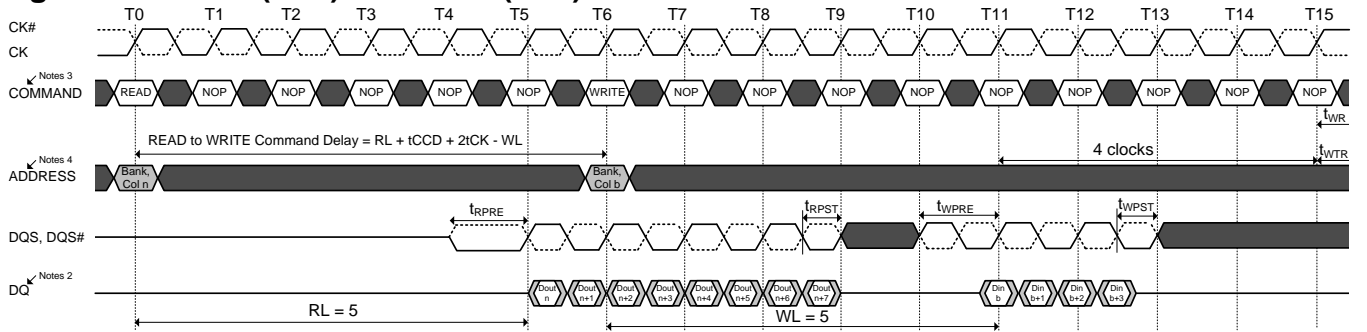 T0 T1 T2 T3 T4 T5 T6 T7 T8 T9 T10 T11 T12 T13 T14 T15
CK#
CK
Notes 3
COMMAND READ NOP NOP NOP NOP NOP WRITE NOP NOP NOP NOP NOP NOP NOP NOP NOP
tWR
READ to WRITE Command Delay = RL + tCCD + 2tCK - WL
4 clocks
tWTR
Notes 4
ADDRESS
Bank, Col n
Bank, Col b
tRPRE tRPST tWPRE tWPST
DQS, DQS#
Notes 2
DQ
Dout n
Dout n+1
Dout n+2
Dout n+3
Dout n+4
Dout n+5
Dout n+6
Dout n+7
Din b
Din b+1
Din b+2
Din b+3
RL = 5
WL = 5